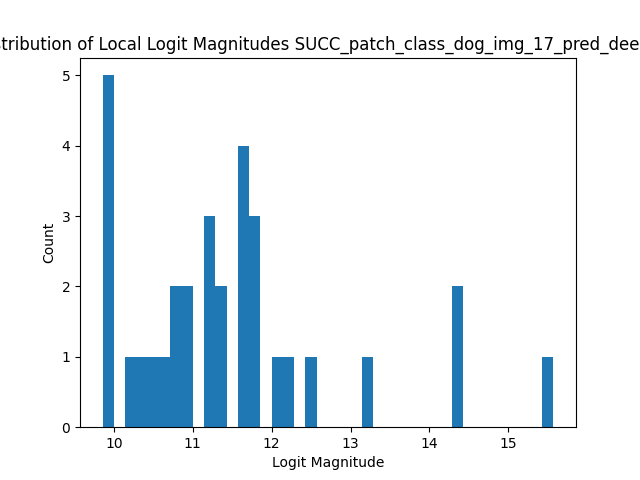 tribution of Local Logit Magnitudes SUCC_patch_class_dog_img_17_pred_dee
5
4
3
2
1
0
Count
10 11 12 13 14 15
Logit Magnitude